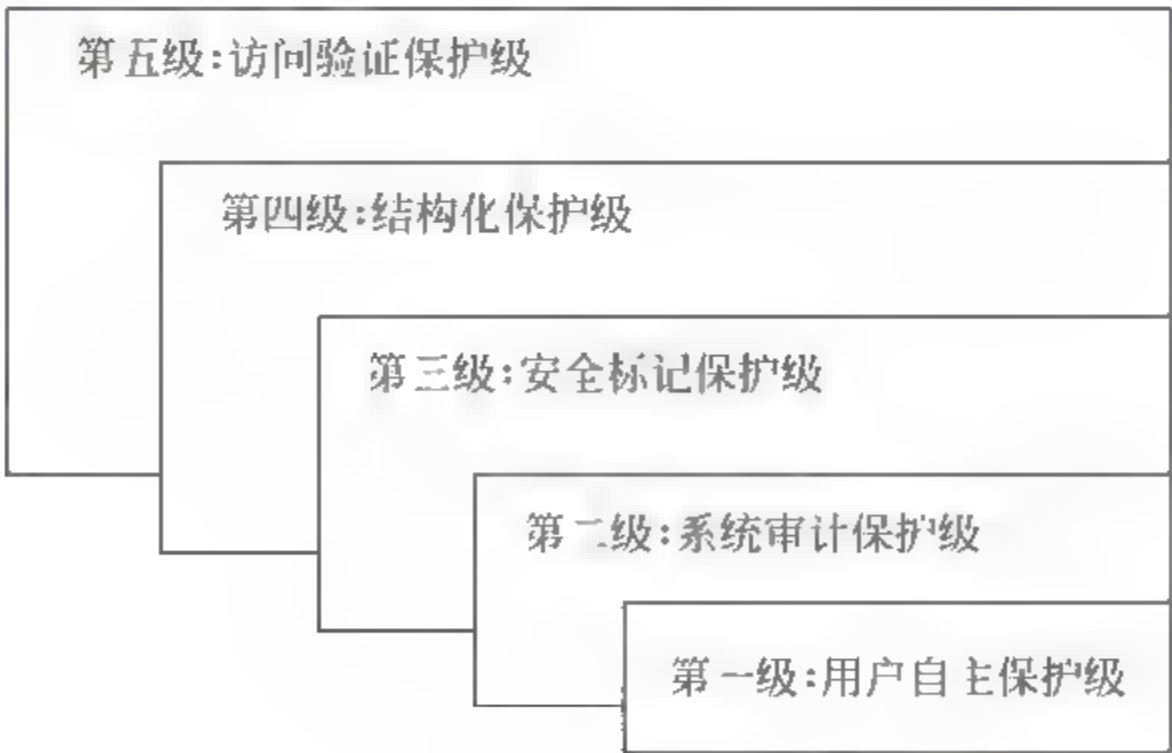 第五级:访问验证保护级
第四级:结构化保护级
第三级:安全标记保护级
第二级:系统审计保护级
第一级:用户自主保护级